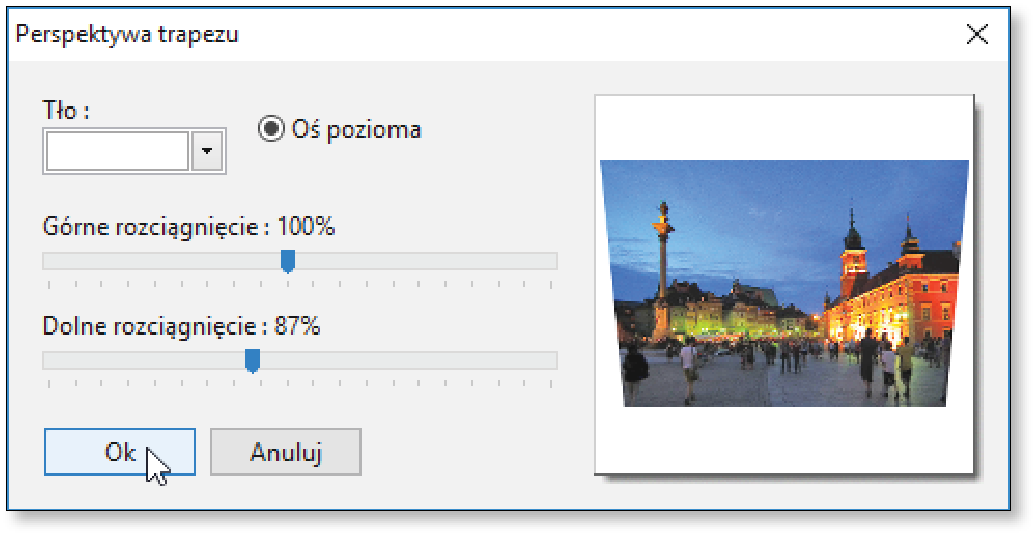 Perspektywa trapezu
Tło :
Oś pozioma
Górne rozciągnięcie : 100%
Dolne rozciągnięcie : 87%
Ok
Anuluj